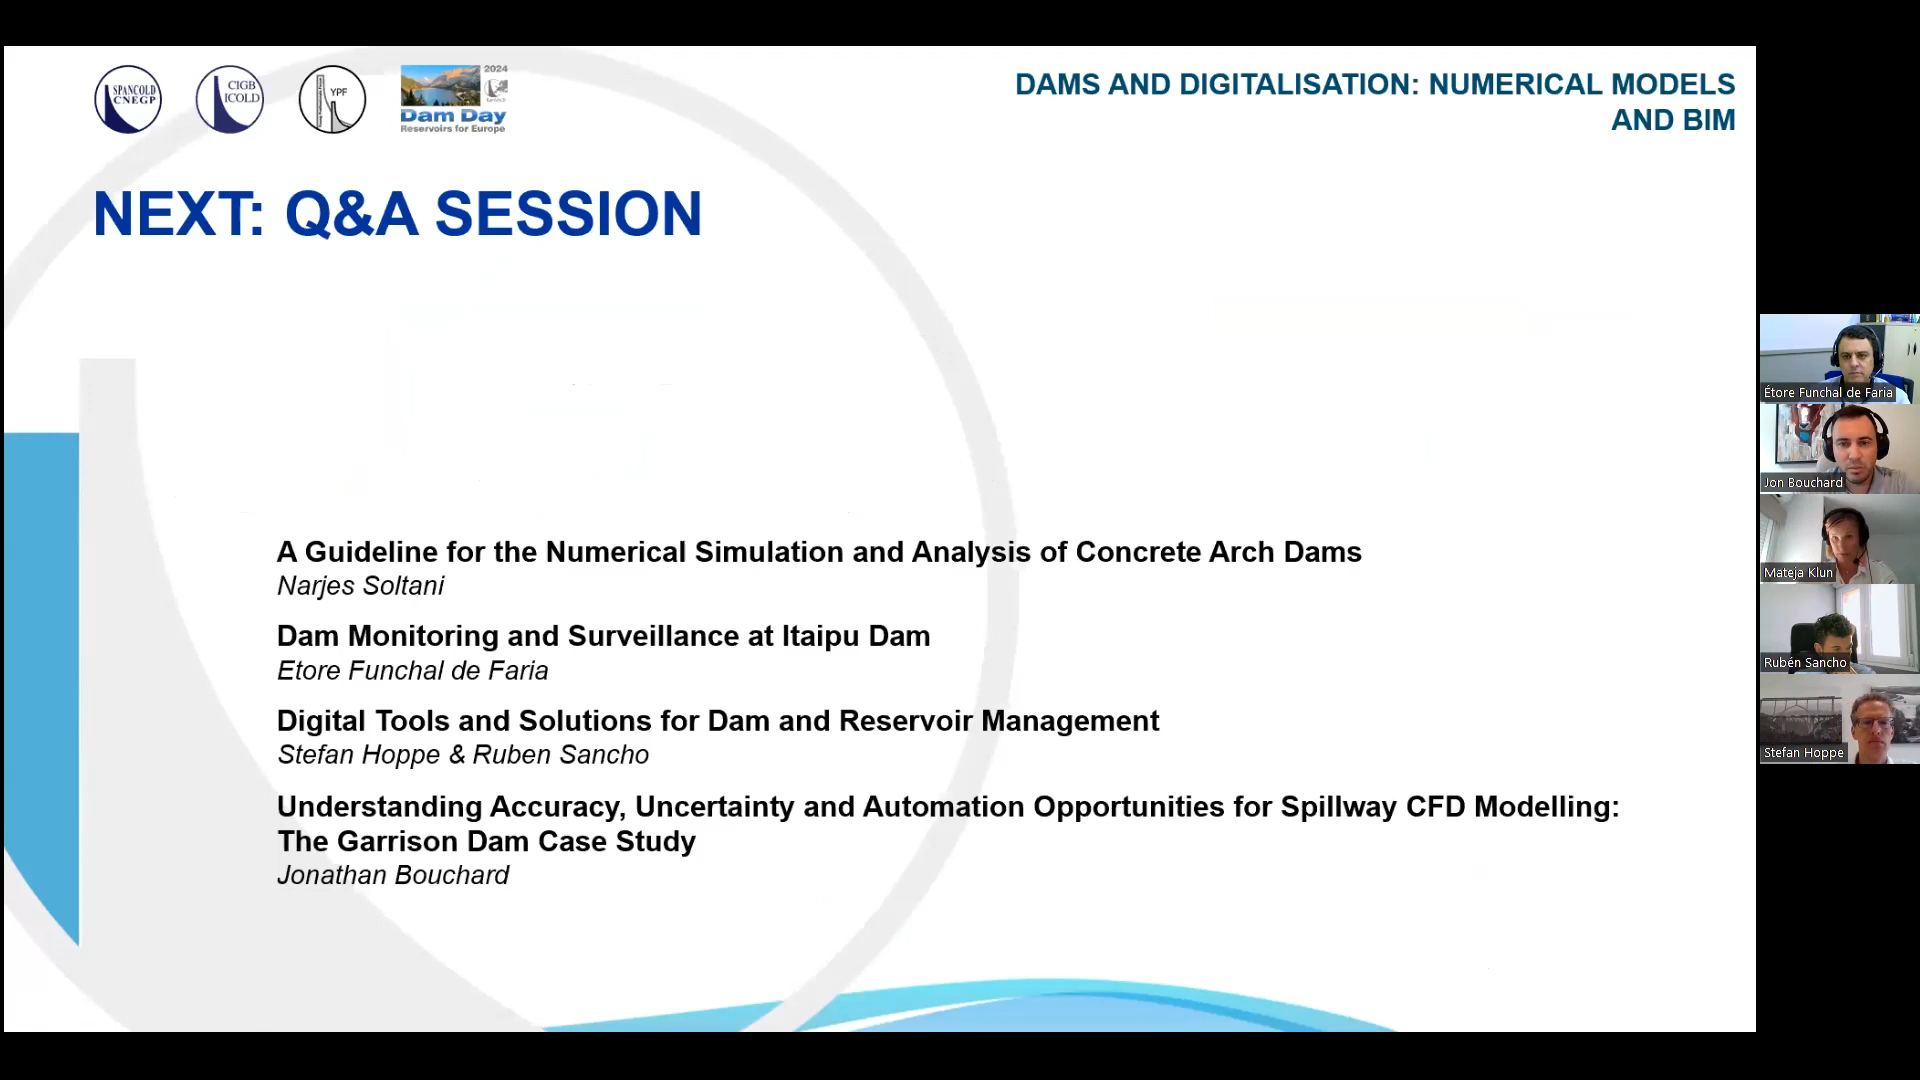 SPANCOLD
CNEGP
CIGB
ICOLD
YPF
2024
Dam Day
Reservoirs for Europe
DAMS AND DIGITALISATION: NUMERICAL MODELS
AND BIM
NEXT: Q&A SESSION
A Guideline for the Numerical Simulation and Analysis of Concrete Arch Dams
Narjes Soltani
Dam Monitoring and Surveillance at Itaipu Dam
Etore Funchal de Faria
Digital Tools and Solutions for Dam and Reservoir Management
Stefan Hoppe & Ruben Sancho
Understanding Accuracy, Uncertainty and Automation Opportunities for Spillway CFD Modelling:
The Garrison Dam Case Study
Jonathan Bouchard
Étore Funchal de Faria
Jon Bouchard
Mateja Klun
Rubén Sancho
Stefan Hoppe